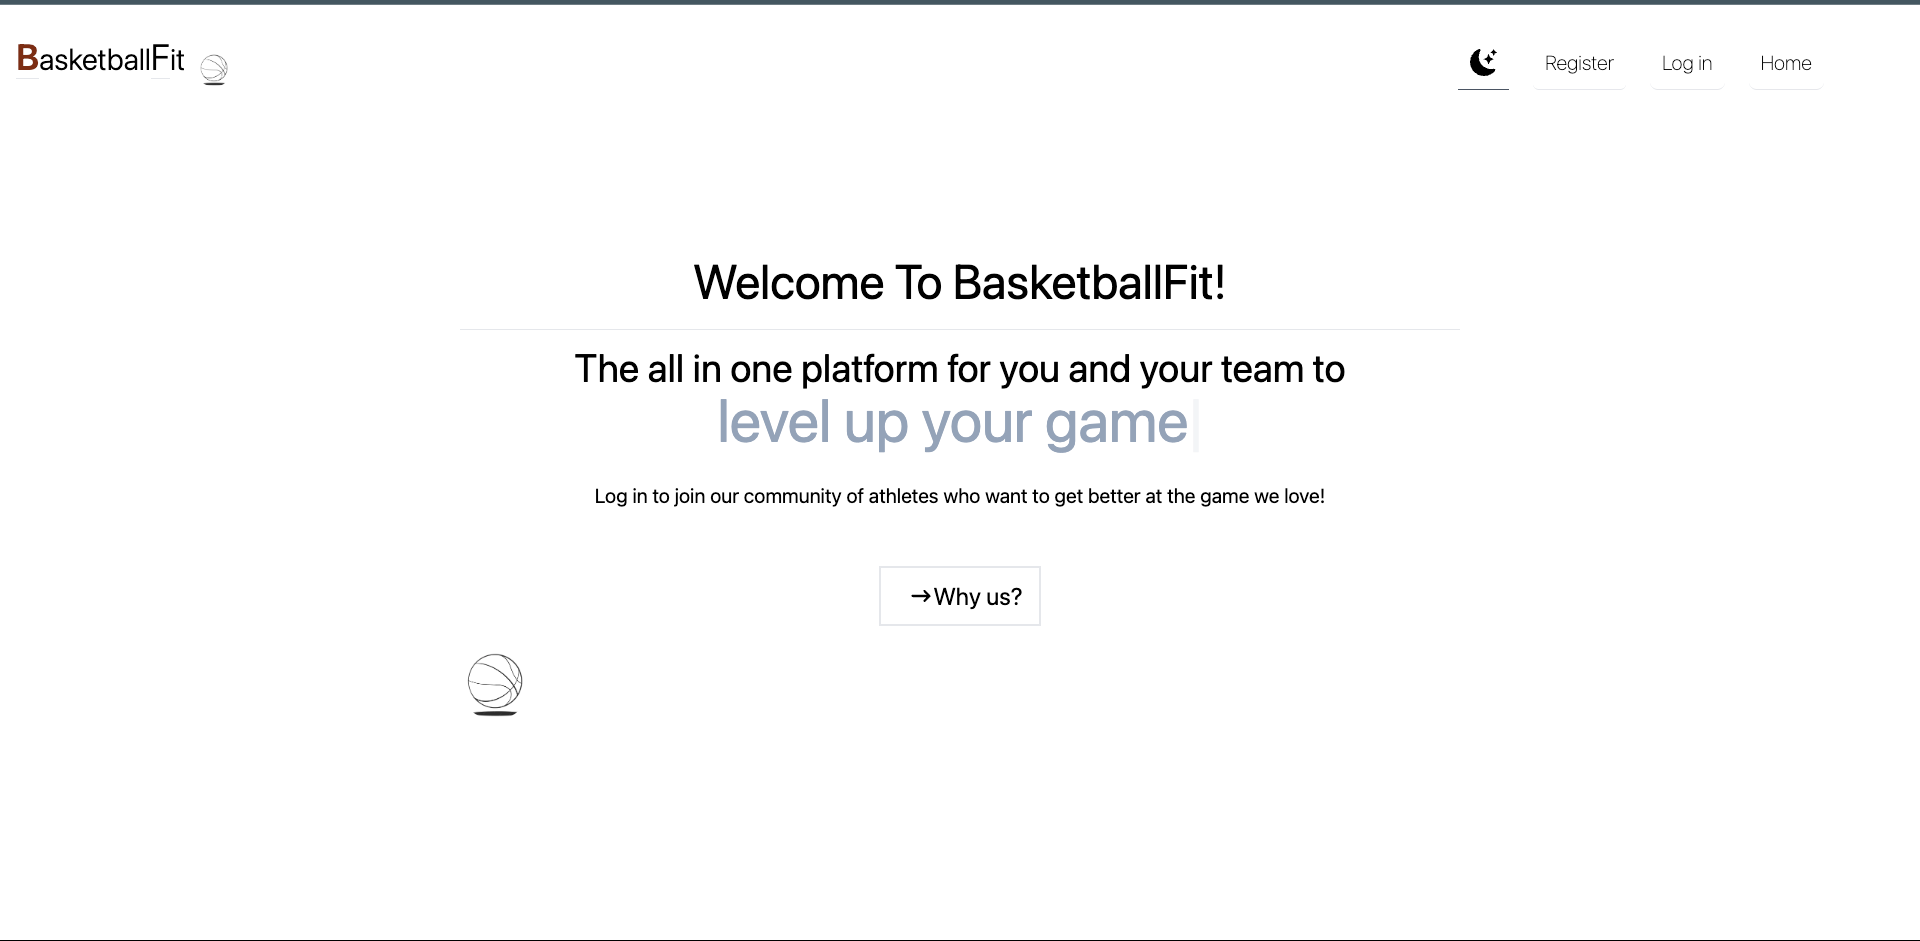 BasketballFit
Register
Log in
Home
Welcome To BasketballFit!
The all in one platform for you and your team to
level up your game
Log in to join our community of athletes who want to get better at the game we love!
→Why us?